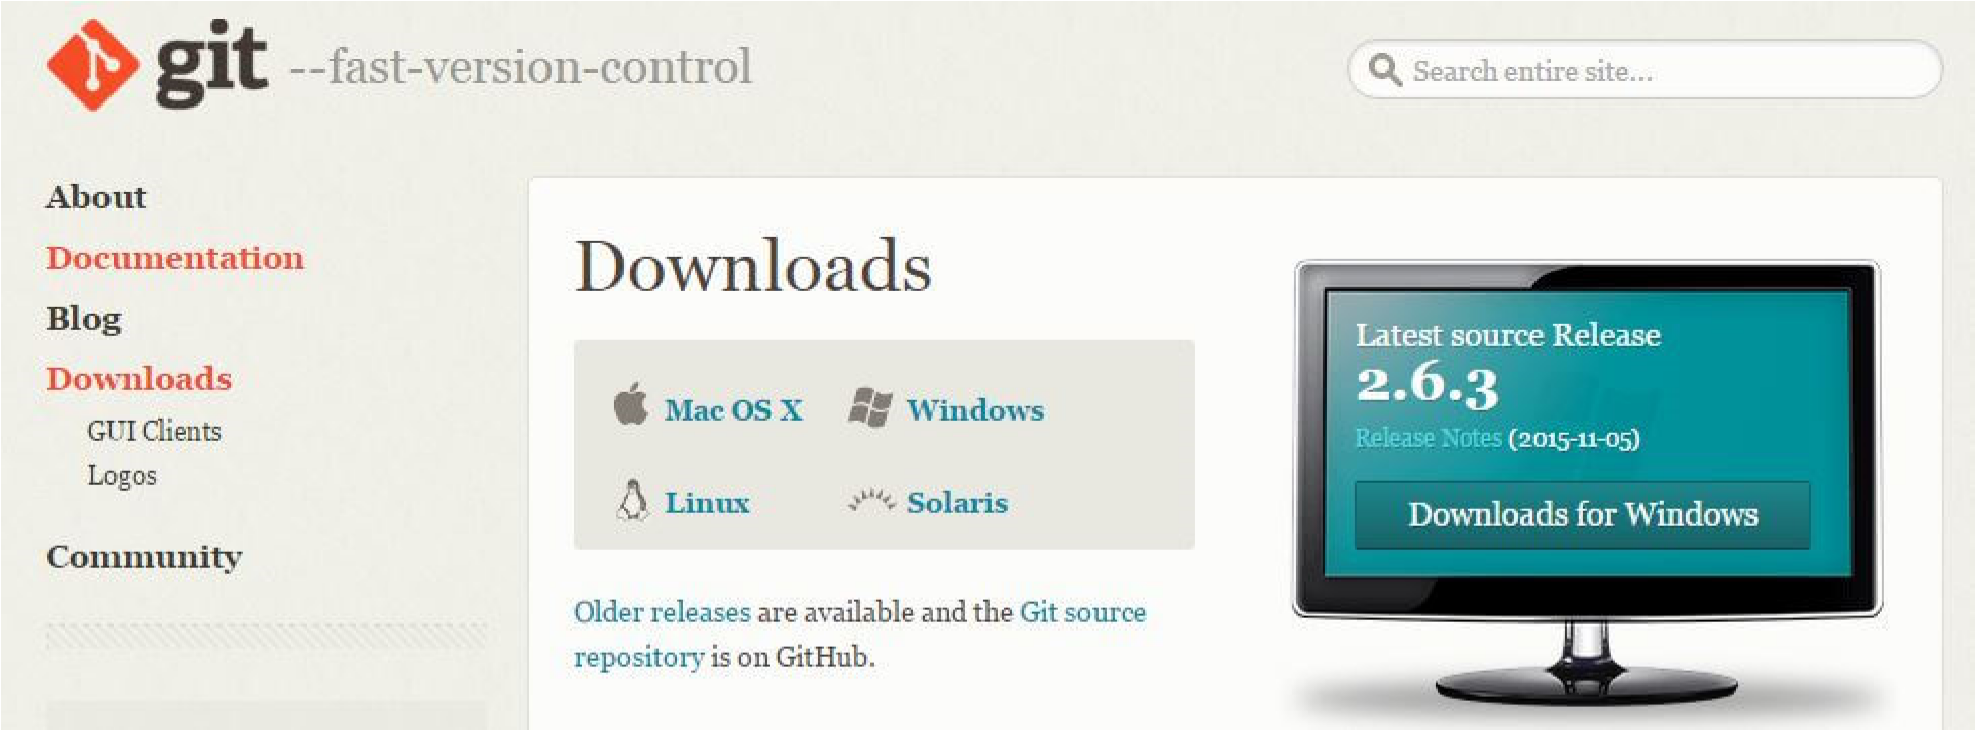 git --fast-version-control
Search entire site...
About
Documentation
Blog
Downloads
GUI Clients
Logos
Community
Downloads
Mac OS X
Windows
Linux
Solaris
Older releases are available and the Git source
repository is on GitHub.
Latest source Release
2.6.3
Release Notes (2015-11-05)
Downloads for Windows